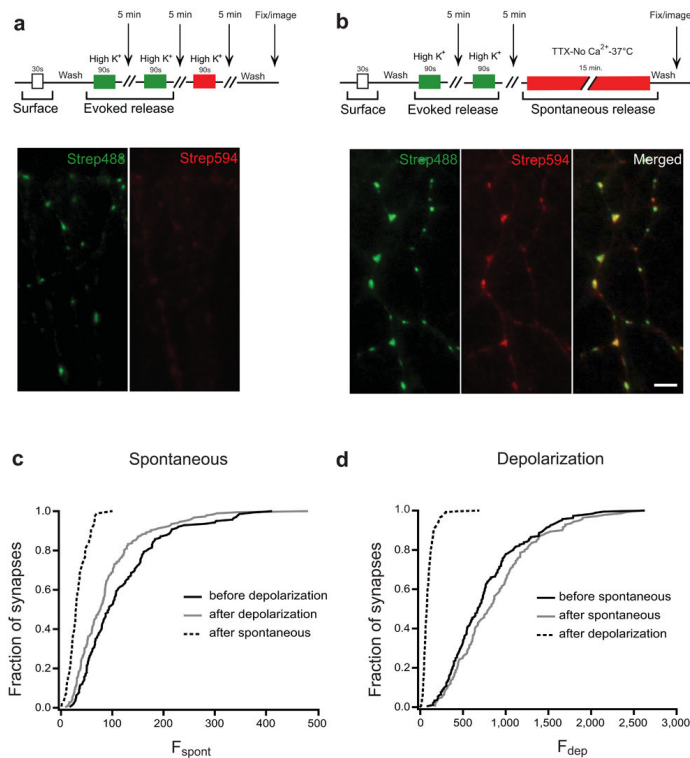 a
5 min
5 min
5 min
Fix/image
High K+
High K+
High K+
30s
Wash
90s
90s
90s
Wash
Surface
Evoked release
Strep488
Strep594
b
5 min
5 min
Fix/image
High K+
High K+
TTX-No Ca2+-37°C
30s
Wash
90s
90s
15 min.
Wash
Surface
Evoked release
Spontaneous release
Strep488
Strep594
Merged
c
Spontaneous
Fraction of synapses
1.0
0.8
0.6
0.4
0.2
0.0
before depolarization
after depolarization
after spontaneous
0
100
200
300
400
500
Fspont
d
Depolarization
Fraction of synapses
1.0
0.8
0.6
0.4
0.2
0.0
before spontaneous
after spontaneous
after depolarization
0
500
1,000
1,500
2,000
2,500
3,000
Fdep